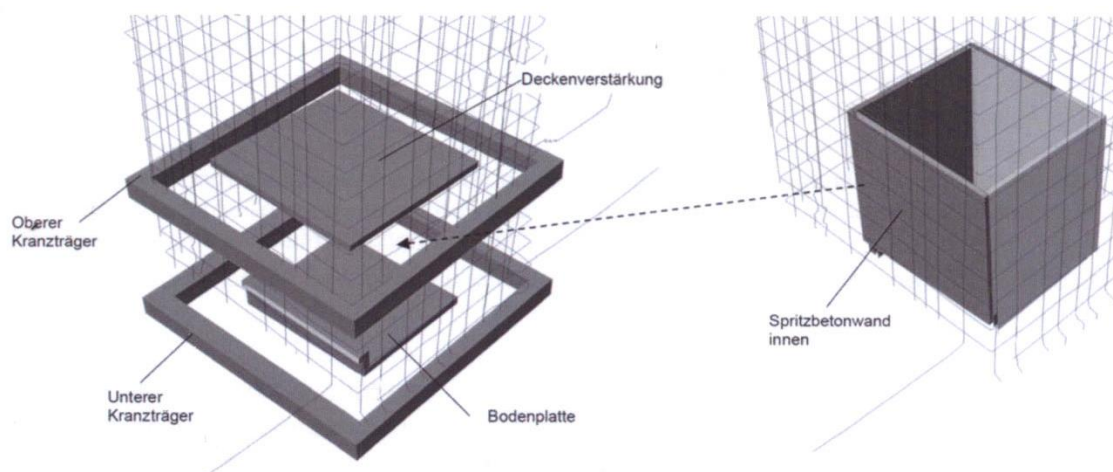 Deckenverstärkung
Oberer
Kranzträger
Spritzbetonwand
innen
Unterer
Kranzträger
Bodenplatte